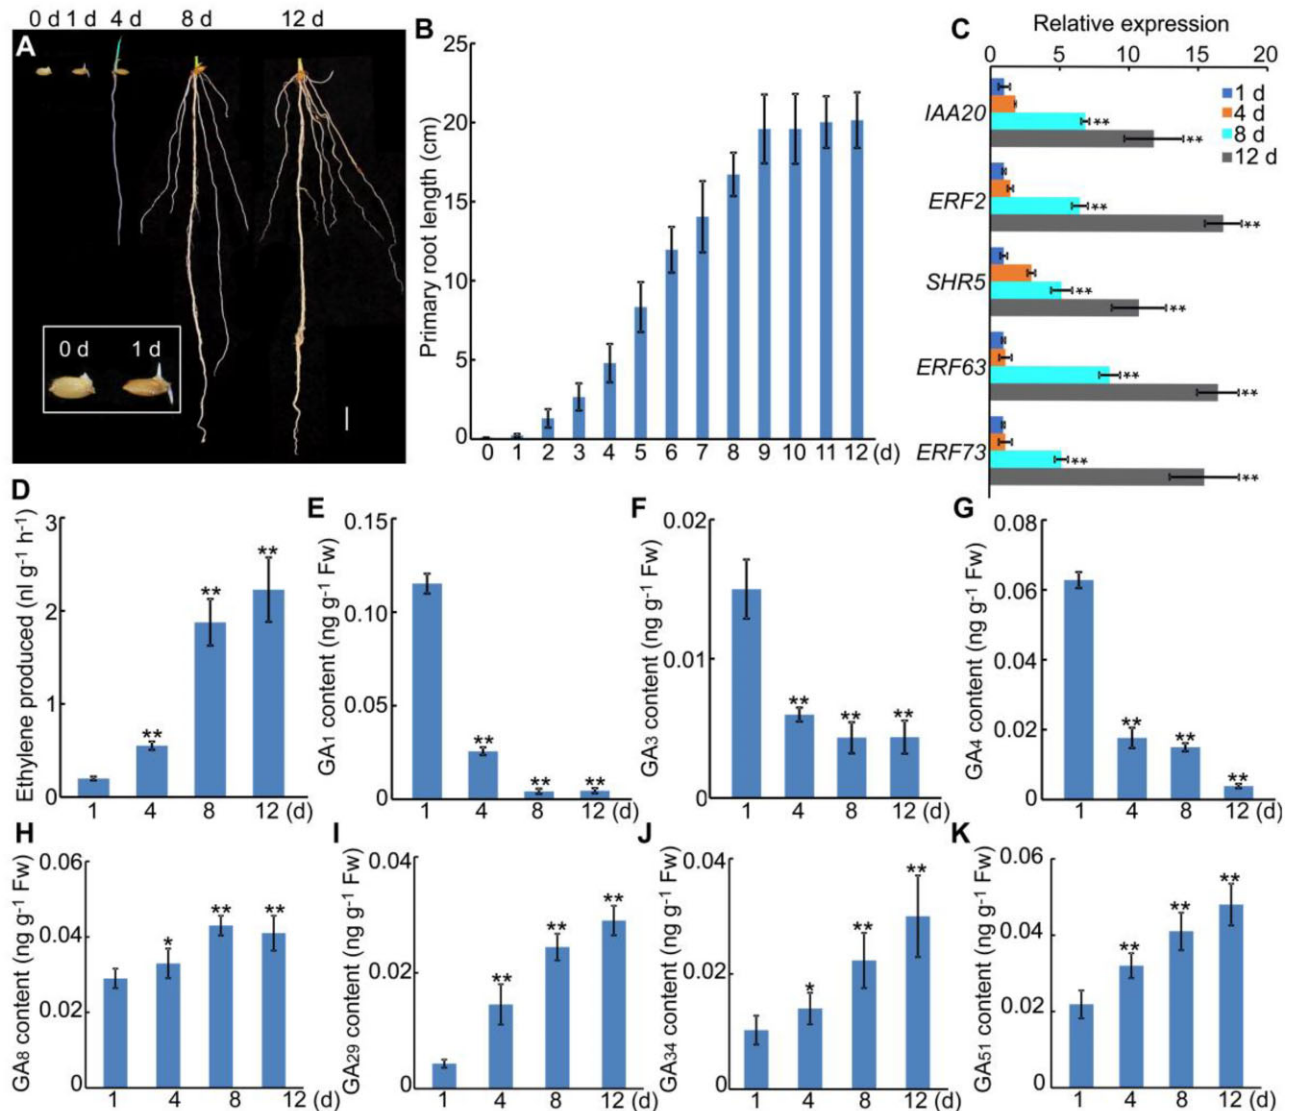 0 d 1 d 4 d 8 d 12 d
A
0 d 1 d
B
Primary root length (cm)
25
20
15
10
5
0
0 1 2 3 4 5 6 7 8 9 10 11 12 (d)
C
Relative expression
0 5 10 15 20
1 d
4 d
8 d
12 d
IAA20
**
**
ERF2
**
**
SHR5
**
**
ERF63
**
**
ERF73
**
**
D
Ethylene produced (nl g⁻¹ h⁻¹)
3
2
1
0
** ** **
1 4 8 12 (d)
E
GA1 content (ng g⁻¹ Fw)
0.15
0.10
0.05
0
** ** **
1 4 8 12 (d)
F
GA3 content (ng g⁻¹ Fw)
0.02
0.01
0
** ** **
1 4 8 12 (d)
G
GA4 content (ng g⁻¹ Fw)
0.08
0.06
0.04
0.02
0
** ** **
1 4 8 12 (d)
H
GA8 content (ng g⁻¹ Fw)
0.06
0.04
0.02
0
* ** **
1 4 8 12 (d)
I
GA29 content (ng g⁻¹ Fw)
0.04
0.02
0
** ** **
1 4 8 12 (d)
J
GA34 content (ng g⁻¹ Fw)
0.04
0.02
0
* ** **
1 4 8 12 (d)
K
GA51 content (ng g⁻¹ Fw)
0.06
0.04
0.02
0
** ** **
1 4 8 12 (d)